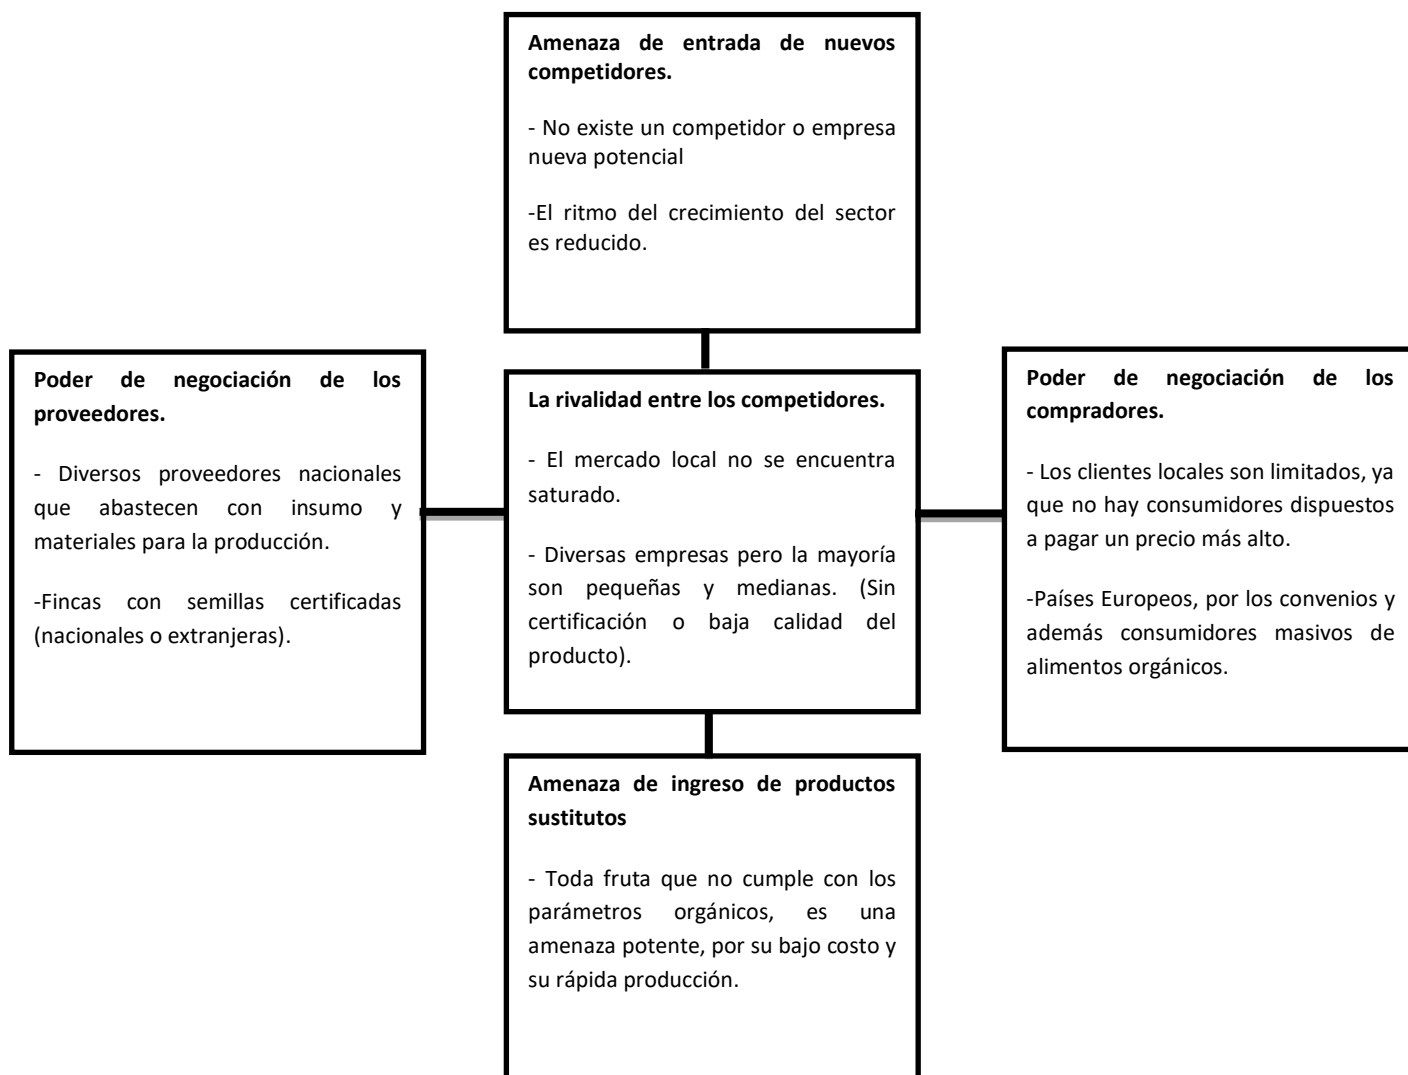 Amenaza de entrada de nuevos
competidores.
- No existe un competidor o empresa
nueva potencial
-El ritmo del crecimiento del sector
es reducido.
Poder de negociación de los
proveedores.
- Diversos proveedores nacionales
que abastecen con insumo y
materiales para la producción.
-Fincas con semillas certificadas
(nacionales o extranjeras).
La rivalidad entre los competidores.
- El mercado local no se encuentra
saturado.
- Diversas empresas pero la mayoría
son pequeñas y medianas. (Sin
certificación o baja calidad del
producto).
Poder de negociación de los
compradores.
- Los clientes locales son limitados, ya
que no hay consumidores dispuestos
a pagar un precio más alto.
-Países Europeos, por los convenios y
además consumidores masivos de
alimentos orgánicos.
Amenaza de ingreso de productos
sustitutos
- Toda fruta que no cumple con los
parámetros orgánicos, es una
amenaza potente, por su bajo costo y
su rápida producción.